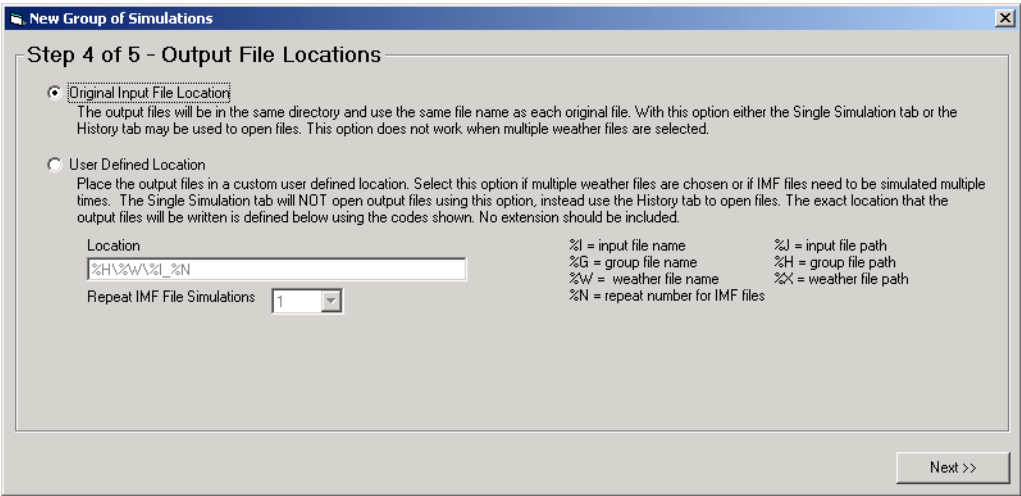 New Group of Simulations
Step 4 of 5 - Output File Locations
Original Input File Location
The output files will be in the same directory and use the same file name as each original file. With this option either the Single Simulation tab or the
History tab may be used to open files. This option does not work when multiple weather files are selected.
User Defined Location
Place the output files in a custom user defined location. Select this option if multiple weather files are chosen or if IMF files need to be simulated multiple
times. The Single Simulation tab will NOT open output files using this option, instead use the History tab to open files. The exact location that the
output files will be written is defined below using the codes shown. No extension should be included.
Location
%H\%W\%I_%N
Repeat IMF File Simulations
1
%I = input file name
%G = group file name
%W = weather file name
%N = repeat number for IMF files
%J = input file path
%H = group file path
%X = weather file path
Next >>